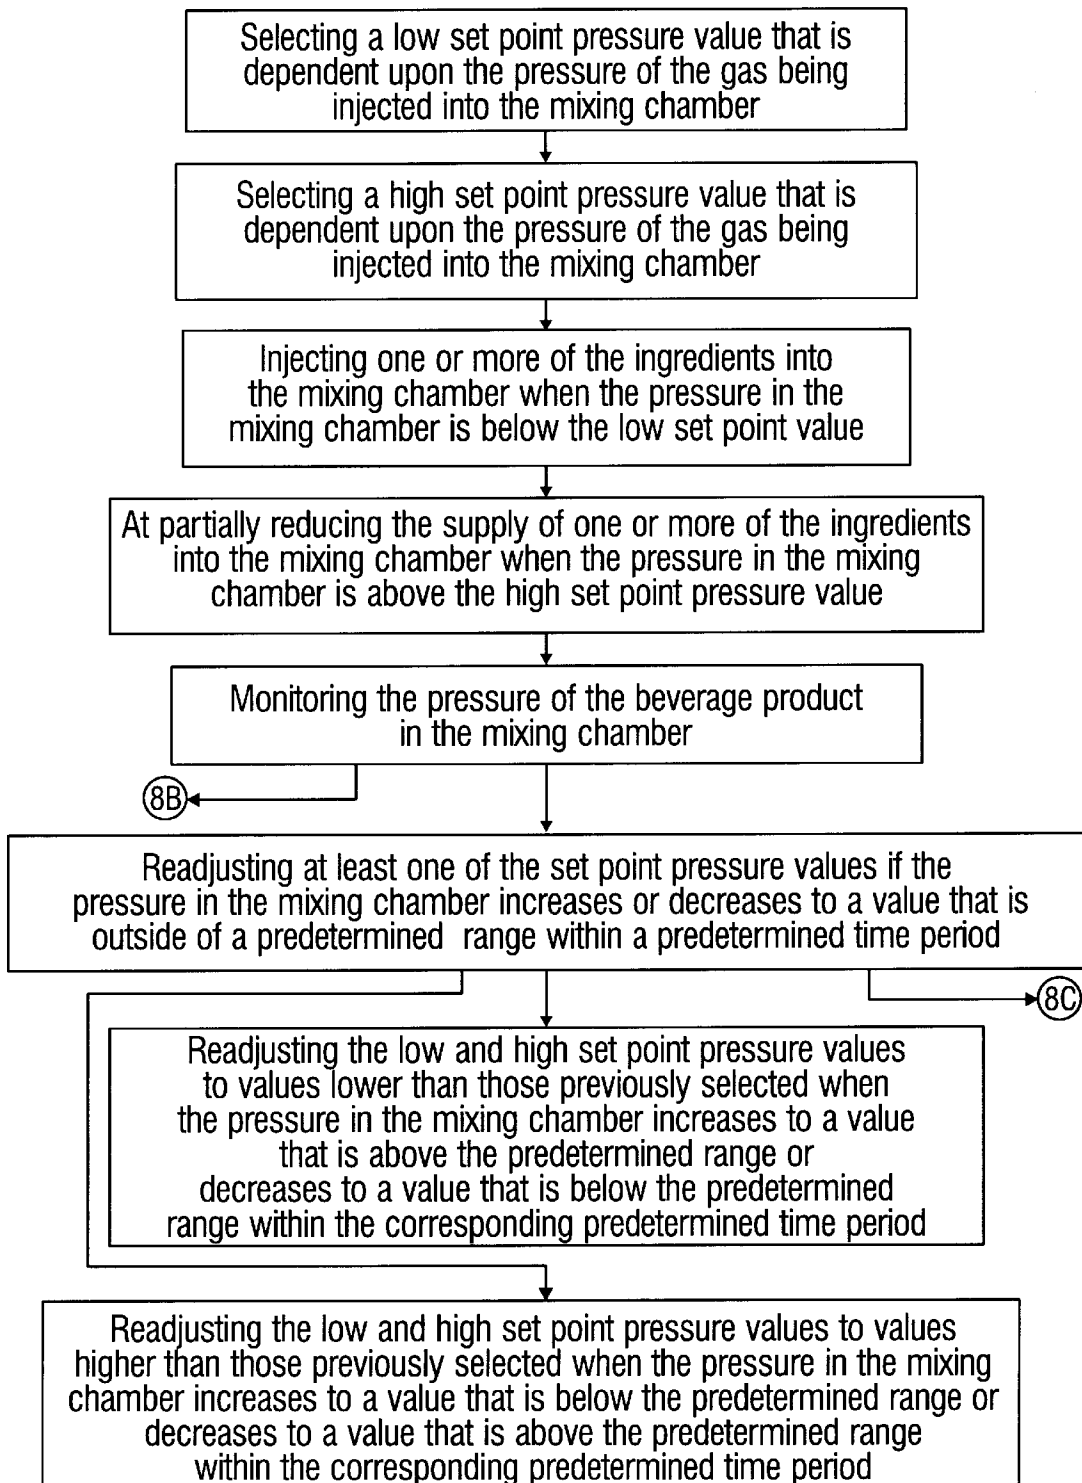 Selecting a low set point pressure value that is
dependent upon the pressure of the gas being
injected into the mixing chamber
Selecting a high set point pressure value that is
dependent upon the pressure of the gas being
injected into the mixing chamber
Injecting one or more of the ingredients into
the mixing chamber when the pressure in the
mixing chamber is below the low set point value
At partially reducing the supply of one or more of the ingredients
into the mixing chamber when the pressure in the mixing
chamber is above the high set point pressure value
Monitoring the pressure of the beverage product
in the mixing chamber
8B
Readjusting at least one of the set point pressure values if the
pressure in the mixing chamber increases or decreases to a value that is
outside of a predetermined range within a predetermined time period
8C
Readjusting the low and high set point pressure values
to values lower than those previously selected when
the pressure in the mixing chamber increases to a value
that is above the predetermined range or
decreases to a value that is below the predetermined
range within the corresponding predetermined time period
Readjusting the low and high set point pressure values to values
higher than those previously selected when the pressure in the mixing
chamber increases to a value that is below the predetermined range or
decreases to a value that is above the predetermined range
within the corresponding predetermined time period